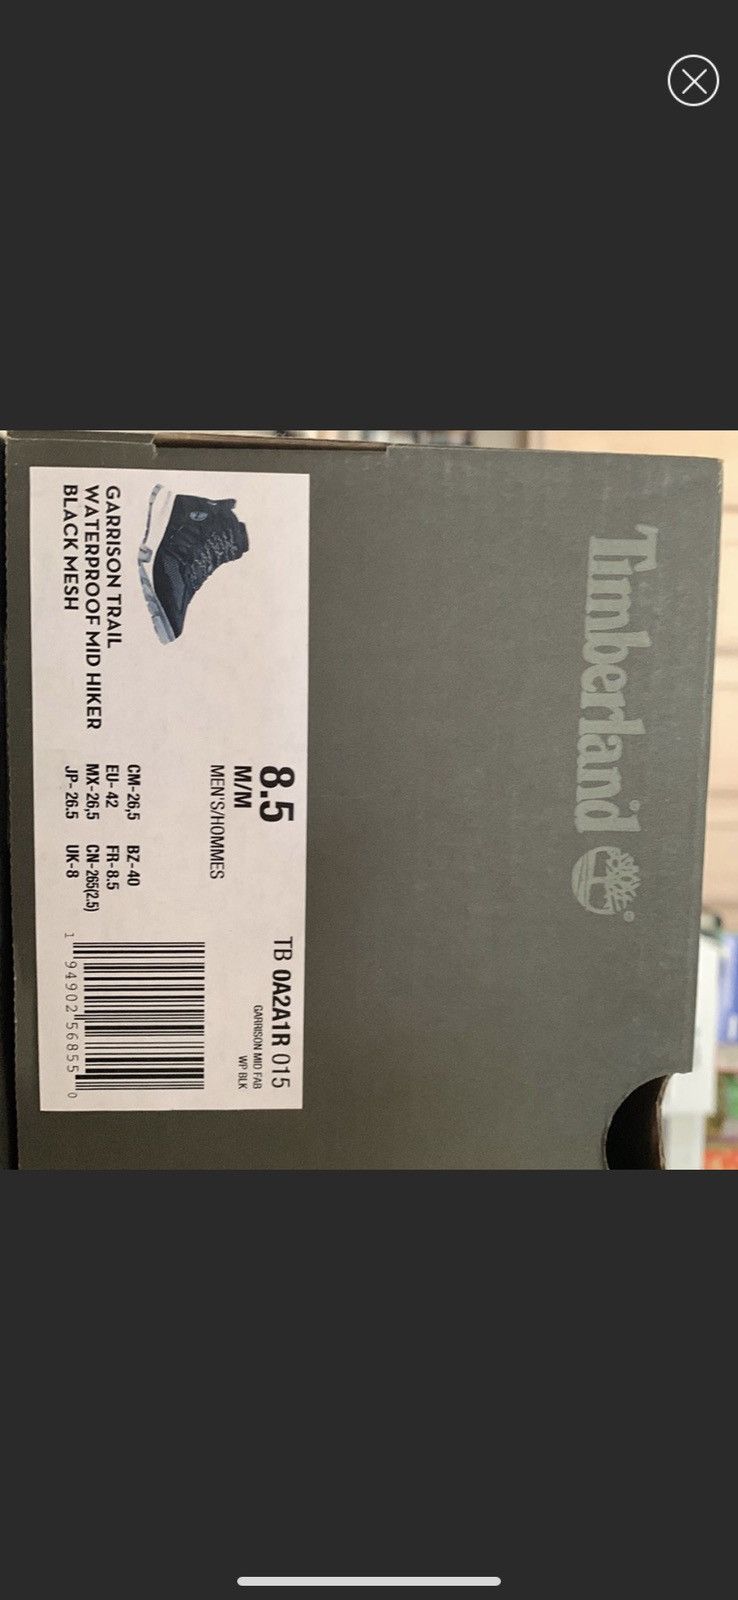 Timberland
®
8.5
M/M
MEN'S/HOMMES
TB 0A2A1R 015
GARRISON MID FAB
WP BLK
GARRISON TRAIL
WATERPROOF MID HIKER
BLACK MESH
CM-26,5 BZ-40
EU-42 FR-8.5
MX-26,5 CN-265(2.5)
JP-26.5 UK-8
1 94902 56855 0